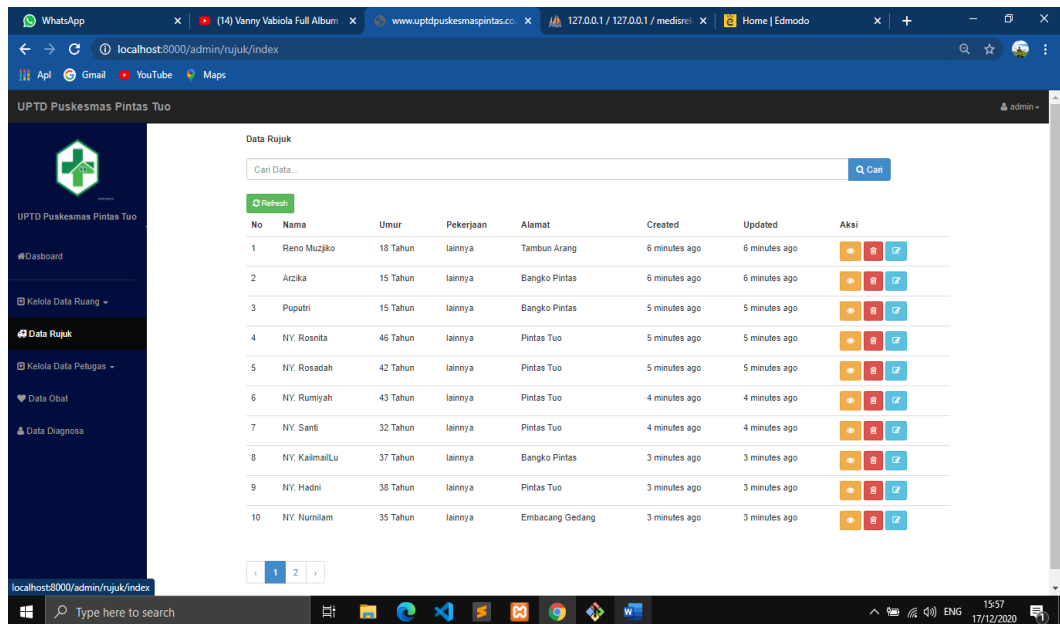 WhatsApp
(14) Vanny Vabiola Full Album
www.uptdpuskesmaspintas.co
127.0.0.1 / 127.0.0.1 / medisrek
Home | Edmodo
localhost:8000/admin/rujuk/index
Apl Gmail YouTube Maps
UPTD Puskesmas Pintas Tuo
admin
UPTD Puskesmas Pintas Tuo
Dasboard
Kelola Data Ruang
Data Rujuk
Kelola Data Petugas
Data Obat
Data Diagnosa
Data Rujuk
Cari Data...
Cari
Refresh
No Nama Umur Pekerjaan Alamat Created Updated Aksi
1 Reno Muzjiko 18 Tahun lainnya Tambun Arang 6 minutes ago 6 minutes ago
2 Arzika 15 Tahun lainnya Bangko Pintas 6 minutes ago 6 minutes ago
3 Puputri 15 Tahun lainnya Bangko Pintas 5 minutes ago 5 minutes ago
4 NY. Rosnita 46 Tahun lainnya Pintas Tuo 5 minutes ago 5 minutes ago
5 NY. Rosadah 42 Tahun lainnya Pintas Tuo 5 minutes ago 5 minutes ago
6 NY. Rumiyah 43 Tahun lainnya Pintas Tuo 4 minutes ago 4 minutes ago
7 NY. Santi 32 Tahun lainnya Pintas Tuo 4 minutes ago 4 minutes ago
8 NY. KailmailLu 37 Tahun lainnya Bangko Pintas 3 minutes ago 3 minutes ago
9 NY. Hadni 38 Tahun lainnya Pintas Tuo 3 minutes ago 3 minutes ago
10 NY. Nurnilam 35 Tahun lainnya Embacang Gedang 3 minutes ago 3 minutes ago
‹ 1 2 ›
localhost:8000/admin/rujuk/index
Type here to search
ENG
15:57
17/12/2020